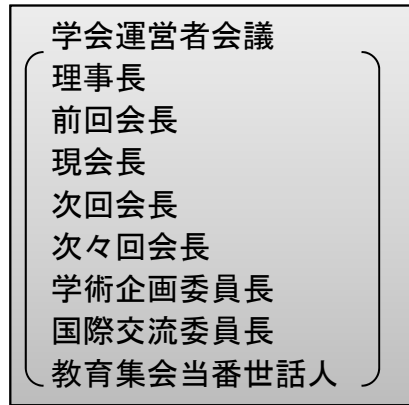 学会運営者会議
理事長
前回会長
現会長
次回会長
次々回会長
学術企画委員長
国際交流委員長
教育集会当番世話人